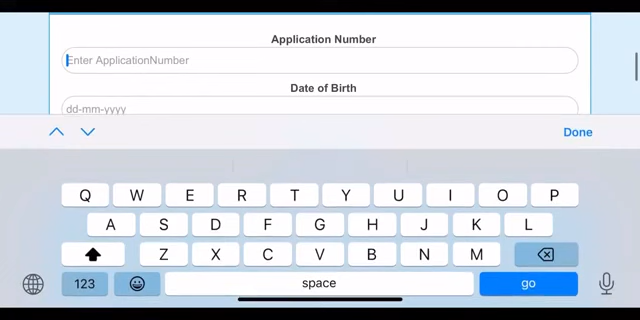 Application Number
Enter ApplicationNumber
Date of Birth
dd-mm-yyyy
Done
Q W E R T Y U I O P
A S D F G H J K L
Z X C V B N M
123 space go